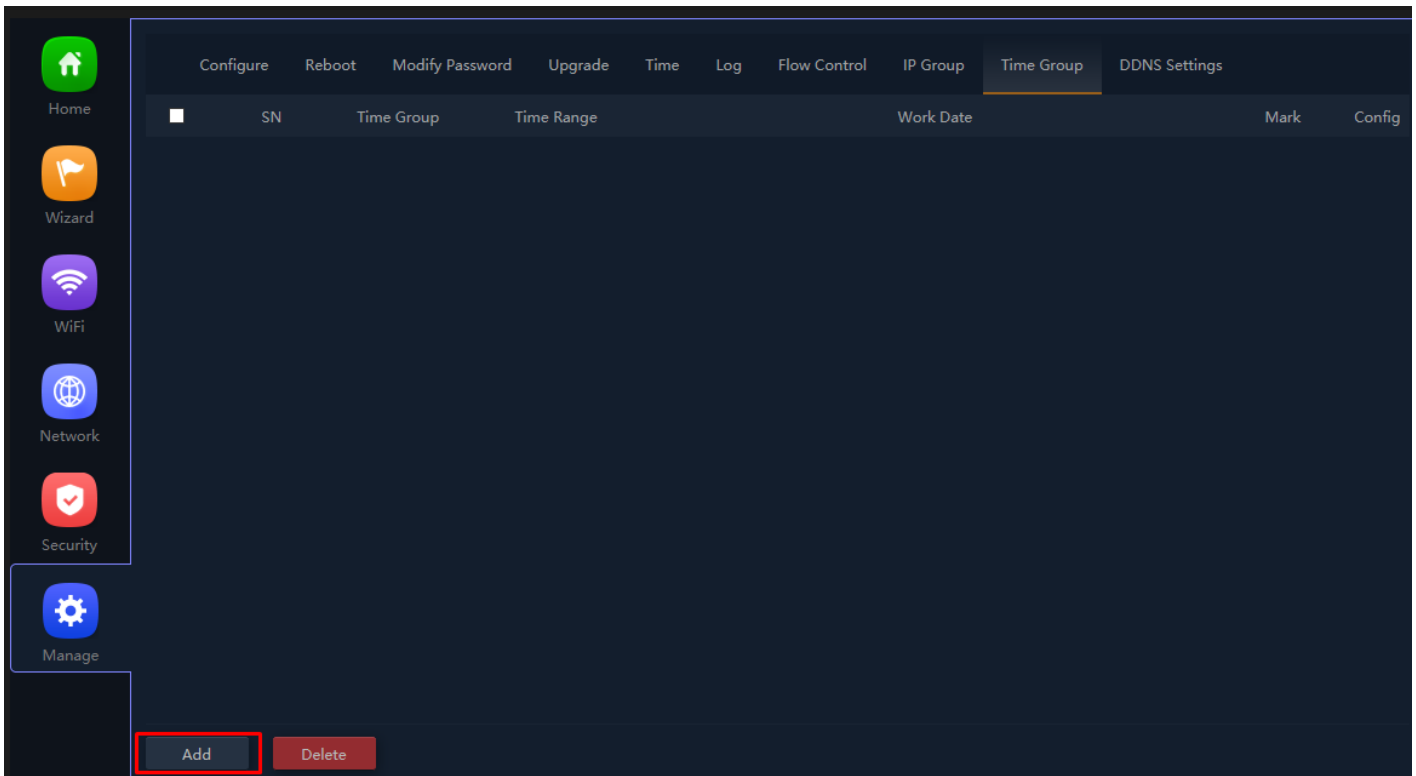 Configure Reboot Modify Password Upgrade Time Log Flow Control IP Group Time Group DDNS Settings
SN Time Group Time Range Work Date Mark Config
Home
Wizard
WiFi
Network
Security
Manage
Add Delete